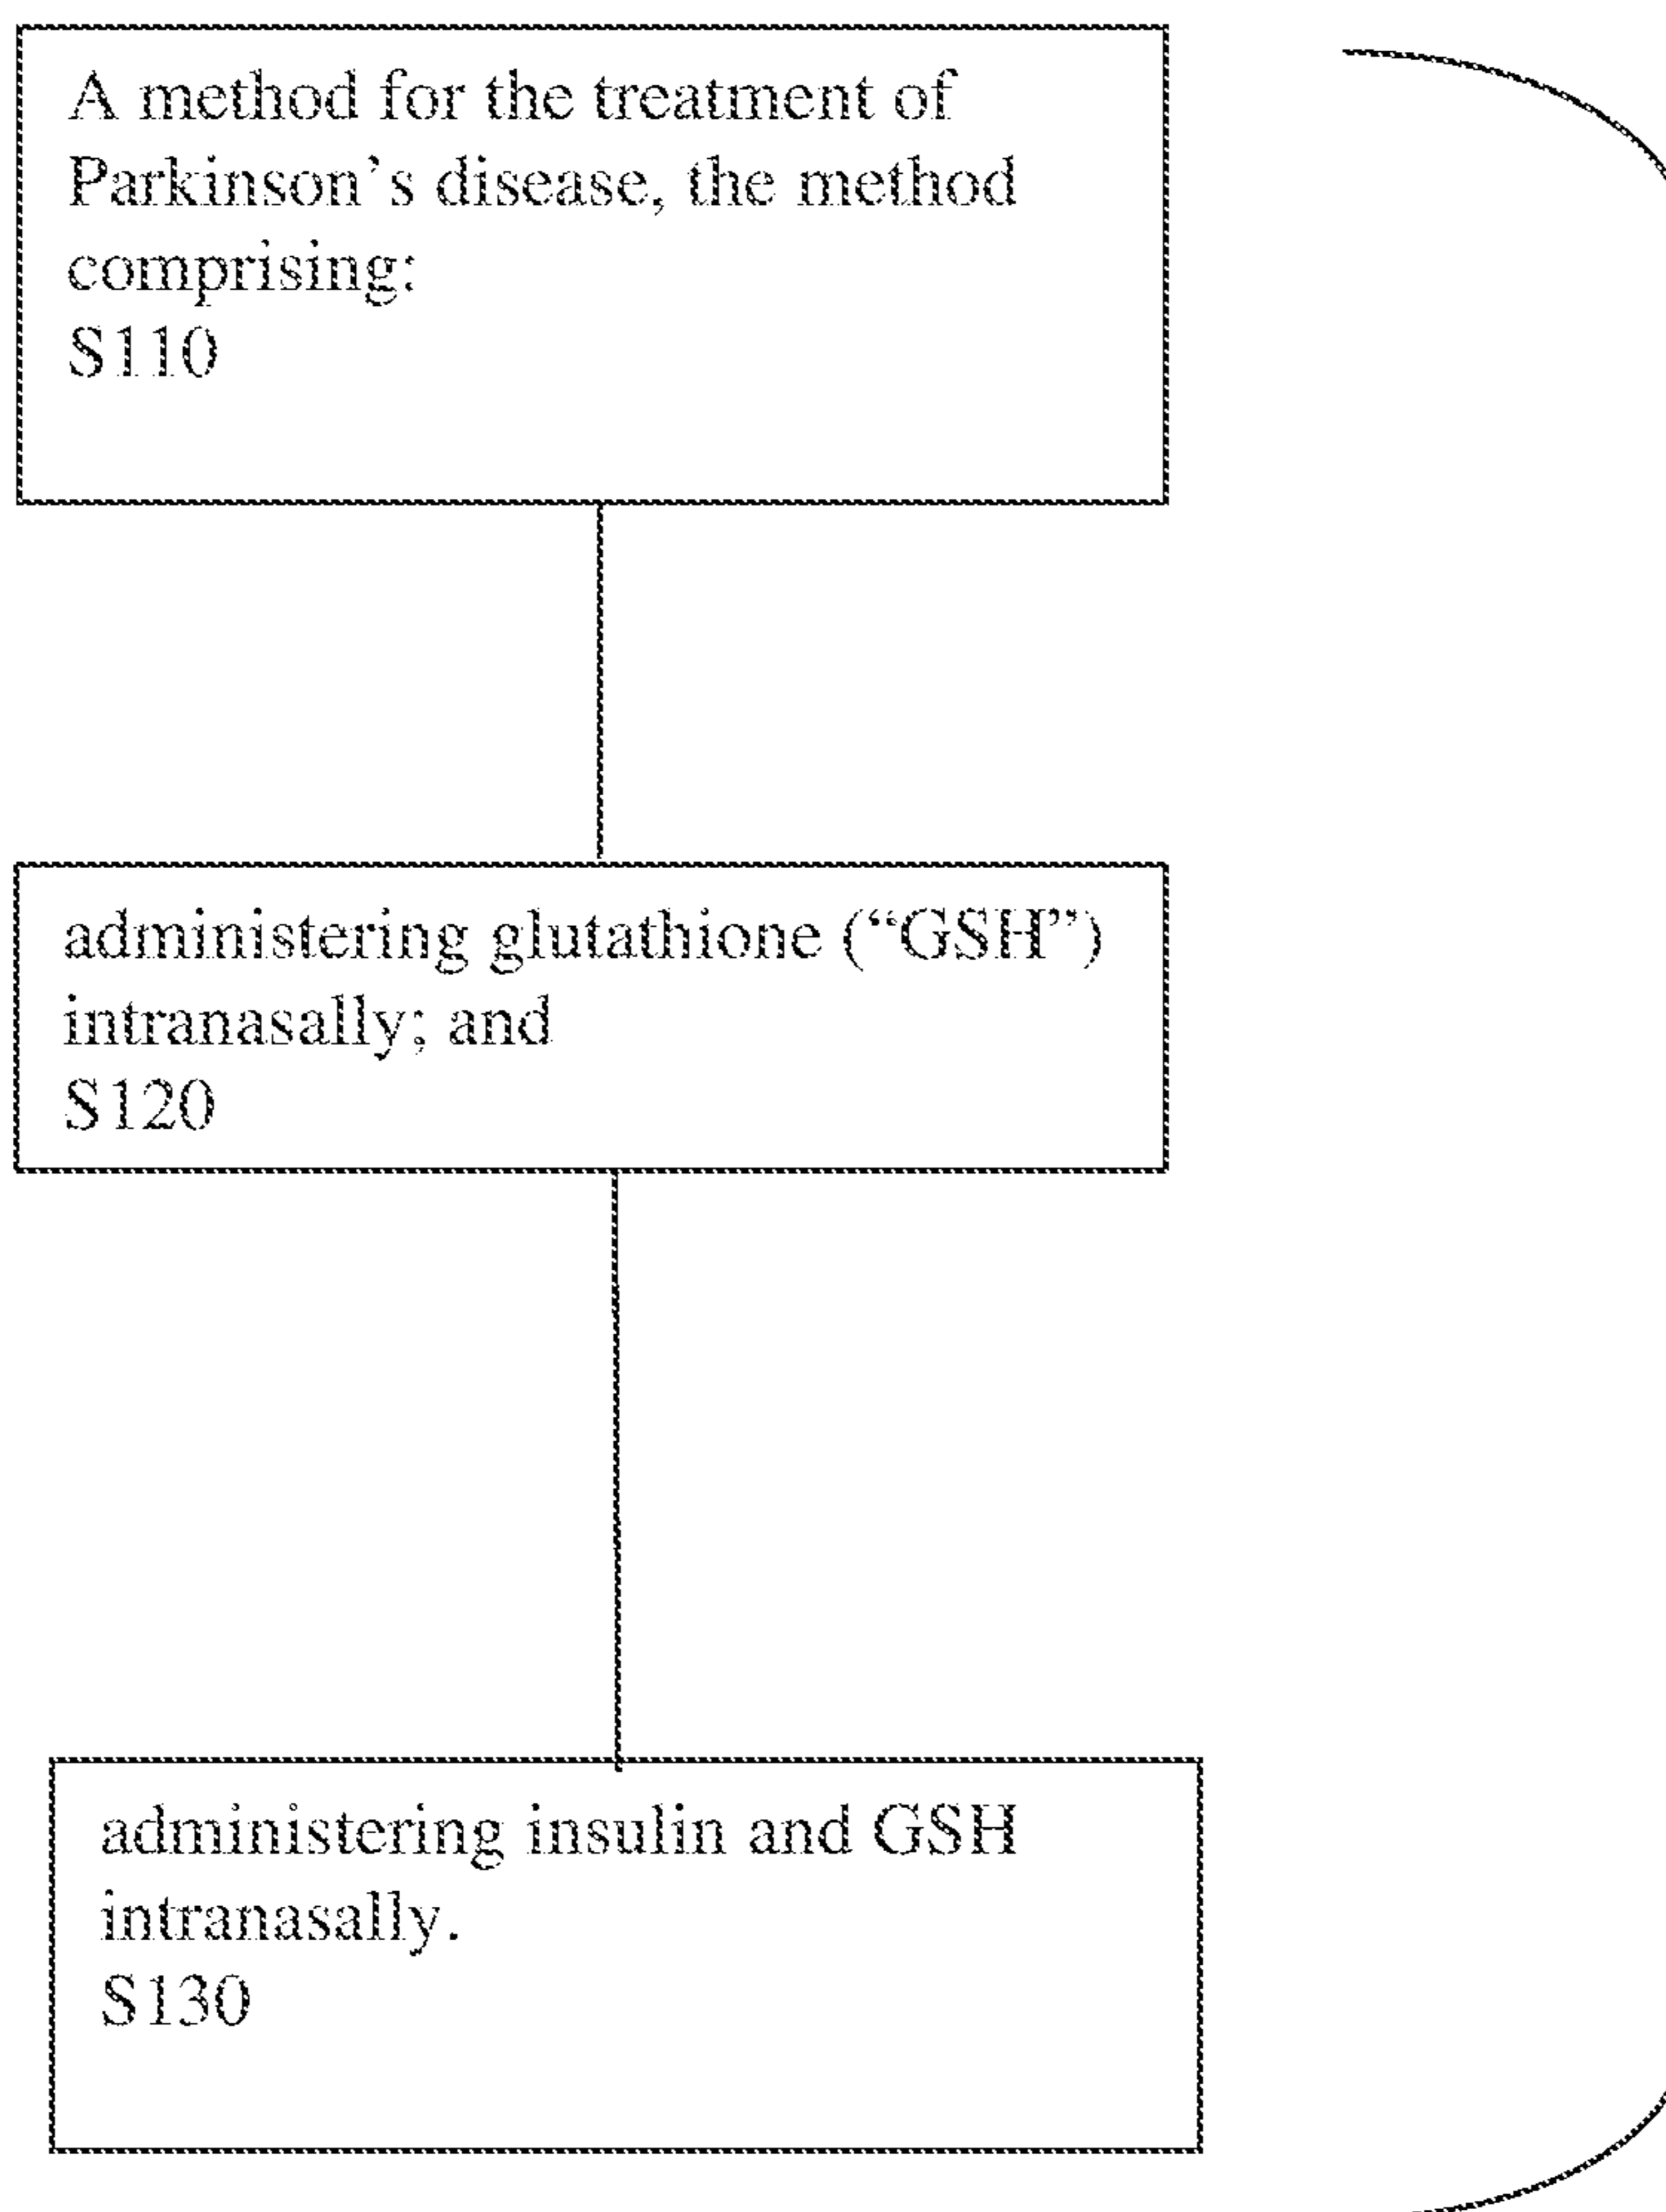 A method for the treatment of
Parkinson’s disease, the method
comprising:
S110
administering glutathione (“GSH”)
intranasally; and
S120
administering insulin and GSH
intranasally.
S130